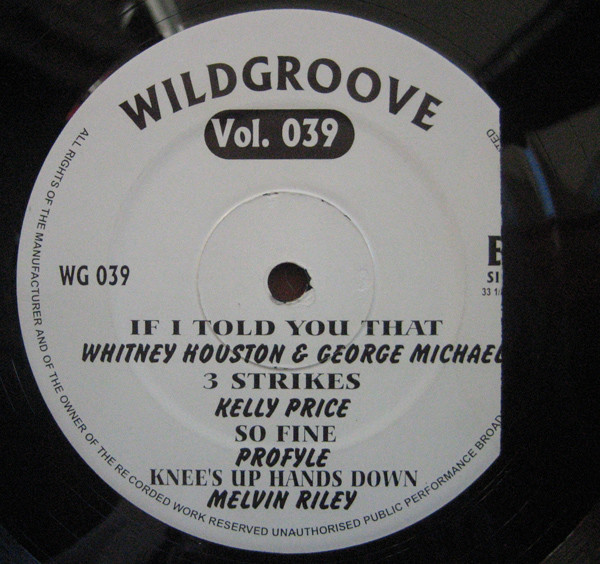 WILDGROOVE
Vol. 039
WG 039
33 1/
IF I TOLD YOU THAT
WHITNEY HOUSTON & GEORGE MICHAEL
3 STRIKES
KELLY PRICE
SO FINE
PROFYLE
KNEE'S UP HANDS DOWN
MELVIN RILEY
ALL RIGHTS OF THE MANUFACTURER AND OF THE OWNER OF THE RECORDED WORK RESERVED UNAUTHORISED PUBLIC PERFORMANCE BROAD